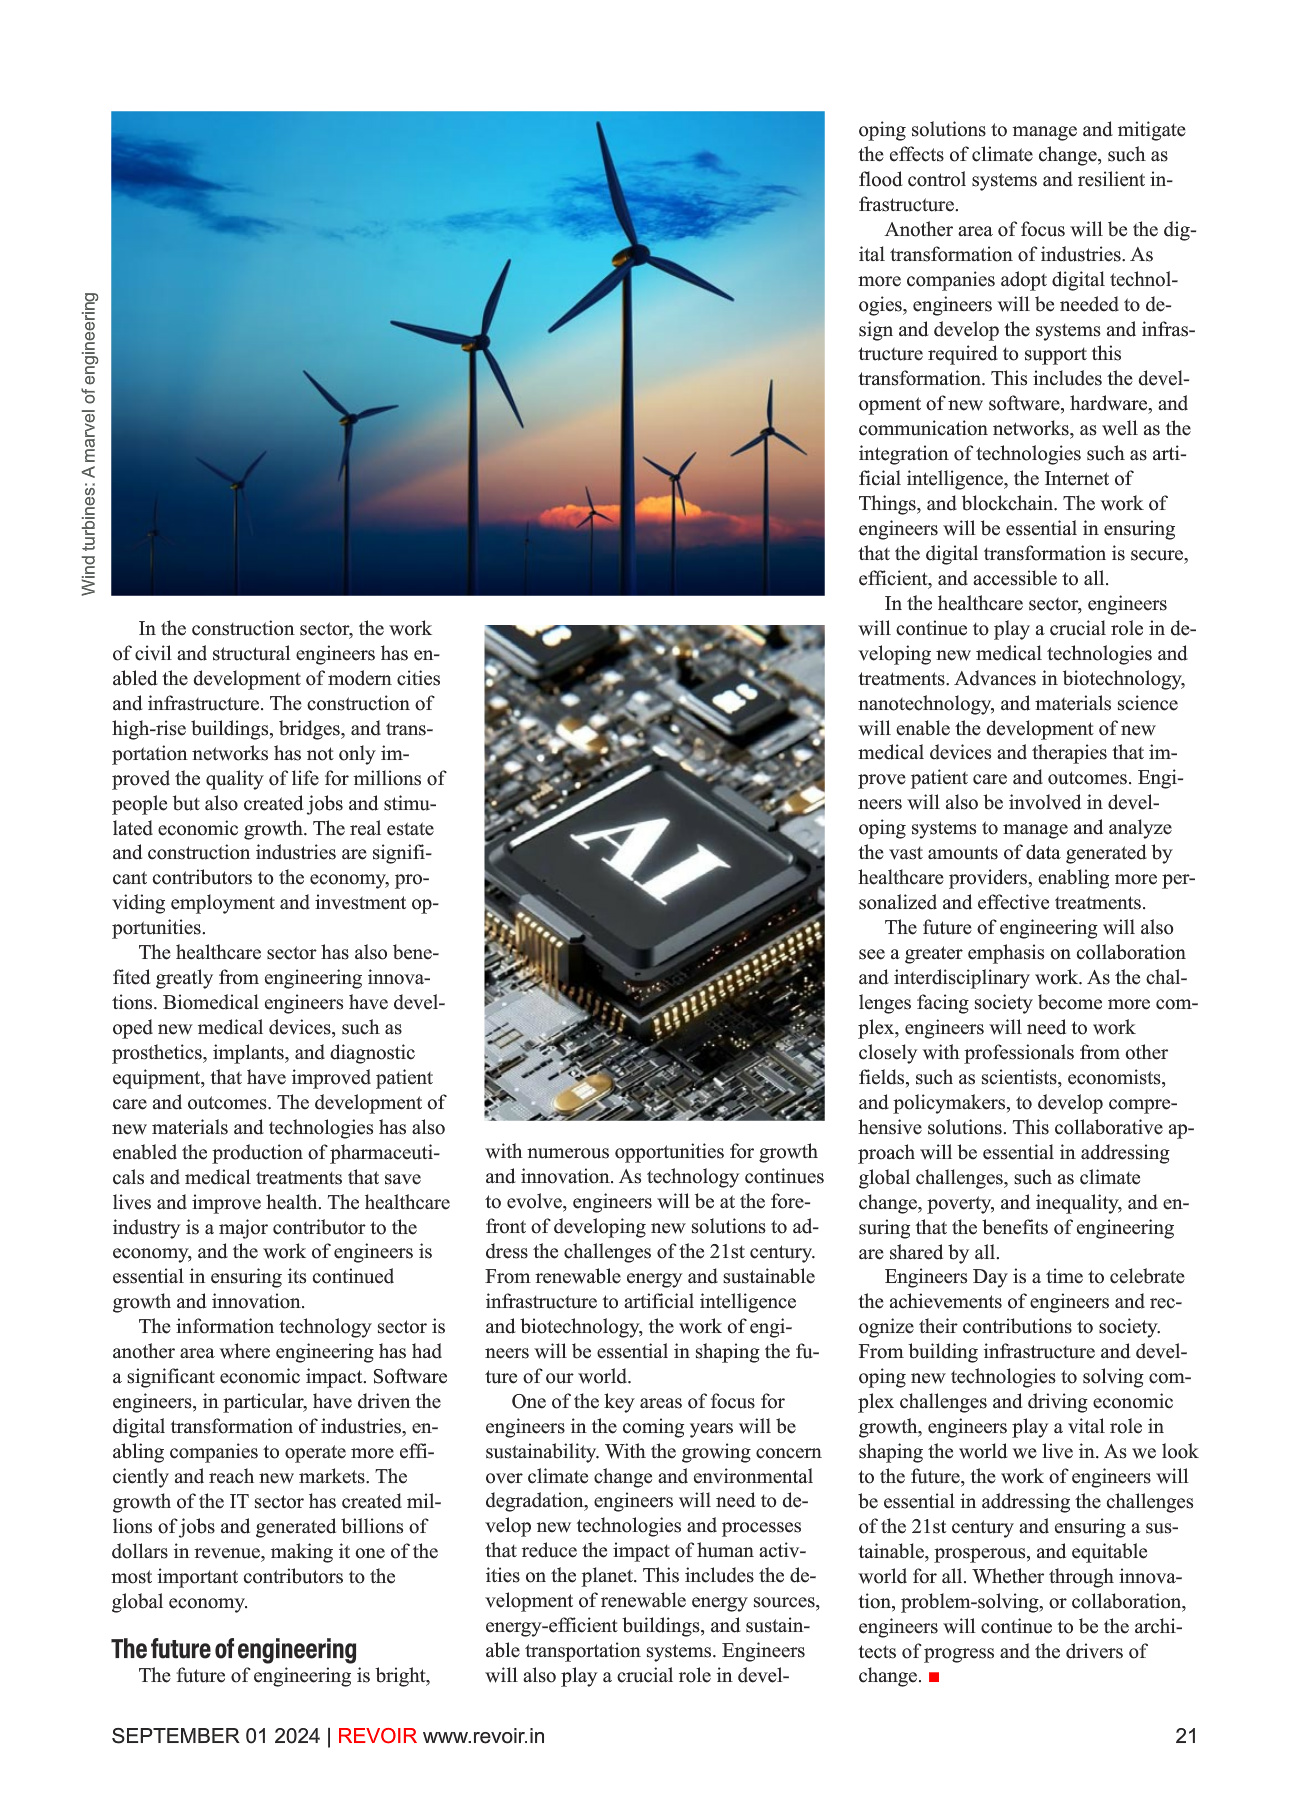 Wind turbines: A marvel of engineering
In the construction sector, the work
of civil and structural engineers has en-
abled the development of modern cities
and infrastructure. The construction of
high-rise buildings, bridges, and trans-
portation networks has not only im-
proved the quality of life for millions of
people but also created jobs and stimu-
lated economic growth. The real estate
and construction industries are signifi-
cant contributors to the economy, pro-
viding employment and investment op-
portunities.
The healthcare sector has also bene-
fited greatly from engineering innova-
tions. Biomedical engineers have devel-
oped new medical devices, such as
prosthetics, implants, and diagnostic
equipment, that have improved patient
care and outcomes. The development of
new materials and technologies has also
enabled the production of pharmaceuti-
cals and medical treatments that save
lives and improve health. The healthcare
industry is a major contributor to the
economy, and the work of engineers is
essential in ensuring its continued
growth and innovation.
The information technology sector is
another area where engineering has had
a significant economic impact. Software
engineers, in particular, have driven the
digital transformation of industries, en-
abling companies to operate more effi-
ciently and reach new markets. The
growth of the IT sector has created mil-
lions of jobs and generated billions of
dollars in revenue, making it one of the
most important contributors to the
global economy.
The future of engineering
The future of engineering is bright,
AI
with numerous opportunities for growth
and innovation. As technology continues
to evolve, engineers will be at the fore-
front of developing new solutions to ad-
dress the challenges of the 21st century.
From renewable energy and sustainable
infrastructure to artificial intelligence
and biotechnology, the work of engi-
neers will be essential in shaping the fu-
ture of our world.
One of the key areas of focus for
engineers in the coming years will be
sustainability. With the growing concern
over climate change and environmental
degradation, engineers will need to de-
velop new technologies and processes
that reduce the impact of human activ-
ities on the planet. This includes the de-
velopment of renewable energy sources,
energy-efficient buildings, and sustain-
able transportation systems. Engineers
will also play a crucial role in devel-
oping solutions to manage and mitigate
the effects of climate change, such as
flood control systems and resilient in-
frastructure.
Another area of focus will be the dig-
ital transformation of industries. As
more companies adopt digital technol-
ogies, engineers will be needed to de-
sign and develop the systems and infras-
tructure required to support this
transformation. This includes the devel-
opment of new software, hardware, and
communication networks, as well as the
integration of technologies such as arti-
ficial intelligence, the Internet of
Things, and blockchain. The work of
engineers will be essential in ensuring
that the digital transformation is secure,
efficient, and accessible to all.
In the healthcare sector, engineers
will continue to play a crucial role in de-
veloping new medical technologies and
treatments. Advances in biotechnology,
nanotechnology, and materials science
will enable the development of new
medical devices and therapies that im-
prove patient care and outcomes. Engi-
neers will also be involved in devel-
oping systems to manage and analyze
the vast amounts of data generated by
healthcare providers, enabling more per-
sonalized and effective treatments.
The future of engineering will also
see a greater emphasis on collaboration
and interdisciplinary work. As the chal-
lenges facing society become more com-
plex, engineers will need to work
closely with professionals from other
fields, such as scientists, economists,
and policymakers, to develop compre-
hensive solutions. This collaborative ap-
proach will be essential in addressing
global challenges, such as climate
change, poverty, and inequality, and en-
suring that the benefits of engineering
are shared by all.
Engineers Day is a time to celebrate
the achievements of engineers and rec-
ognize their contributions to society.
From building infrastructure and devel-
oping new technologies to solving com-
plex challenges and driving economic
growth, engineers play a vital role in
shaping the world we live in. As we look
to the future, the work of engineers will
be essential in addressing the challenges
of the 21st century and ensuring a sus-
tainable, prosperous, and equitable
world for all. Whether through innova-
tion, problem-solving, or collaboration,
engineers will continue to be the archi-
tects of progress and the drivers of
change.
SEPTEMBER 01 2024 | REVOIR www.revoir.in
21